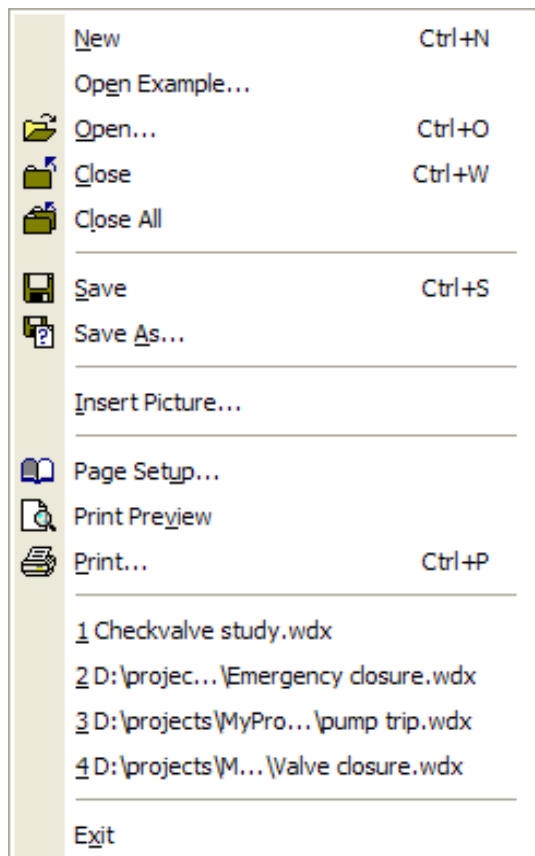 New Ctrl+N
Open Example...
Open... Ctrl+O
Close Ctrl+W
Close All
Save Ctrl+S
Save As...
Insert Picture...
Page Setup...
Print Preview
Print... Ctrl+P
1 Checkvalve study.wdx
2 D:\projec...\Emergency closure.wdx
3 D:\projects\MyPro...\pump trip.wdx
4 D:\projects\M...\Valve closure.wdx
Exit